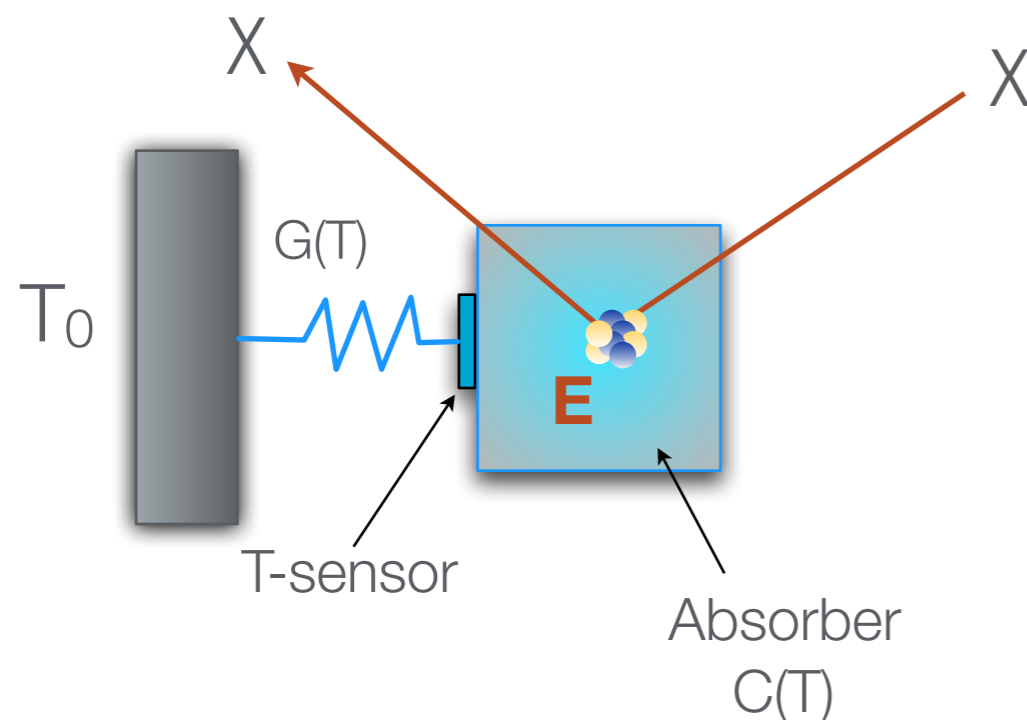 X
X
G(T)
T₀
E
T-sensor
Absorber
C(T)